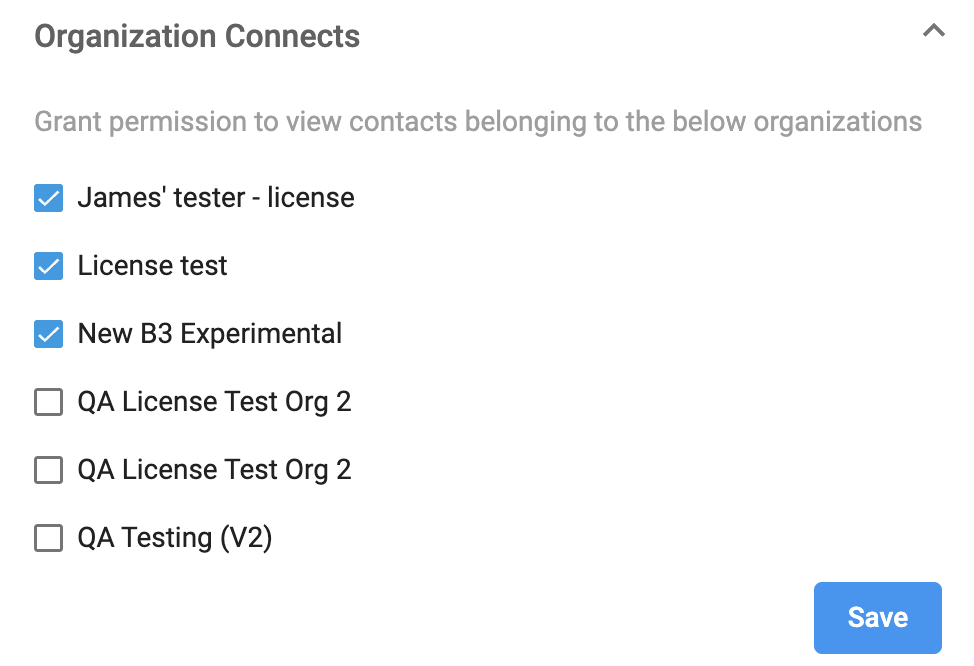 Organization Connects
Grant permission to view contacts belonging to the below organizations
James' tester - license
License test
New B3 Experimental
QA License Test Org 2
QA License Test Org 2
QA Testing (V2)
Save